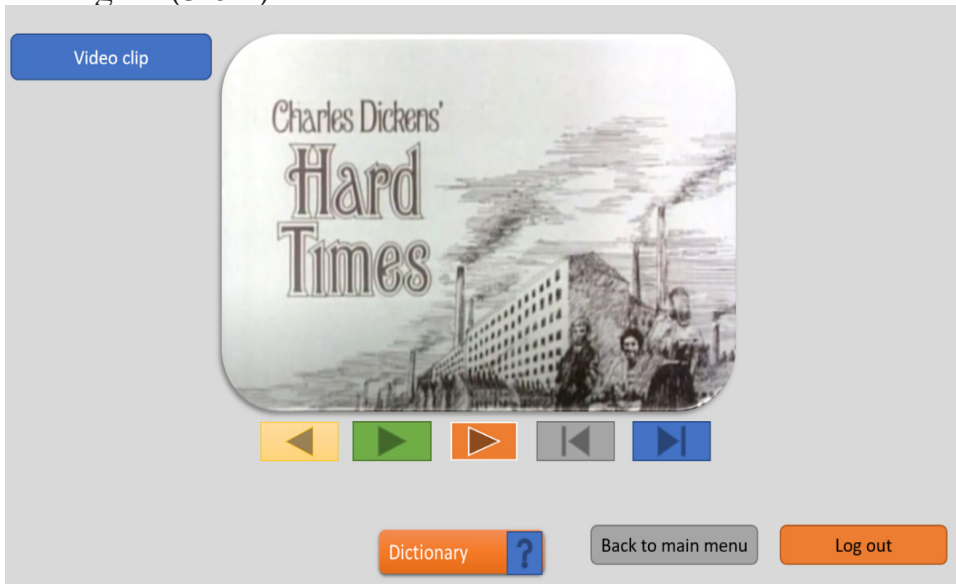 Video clip
Charles Dickens'
Hard
Times
Dictionary ?
Back to main menu
Log out